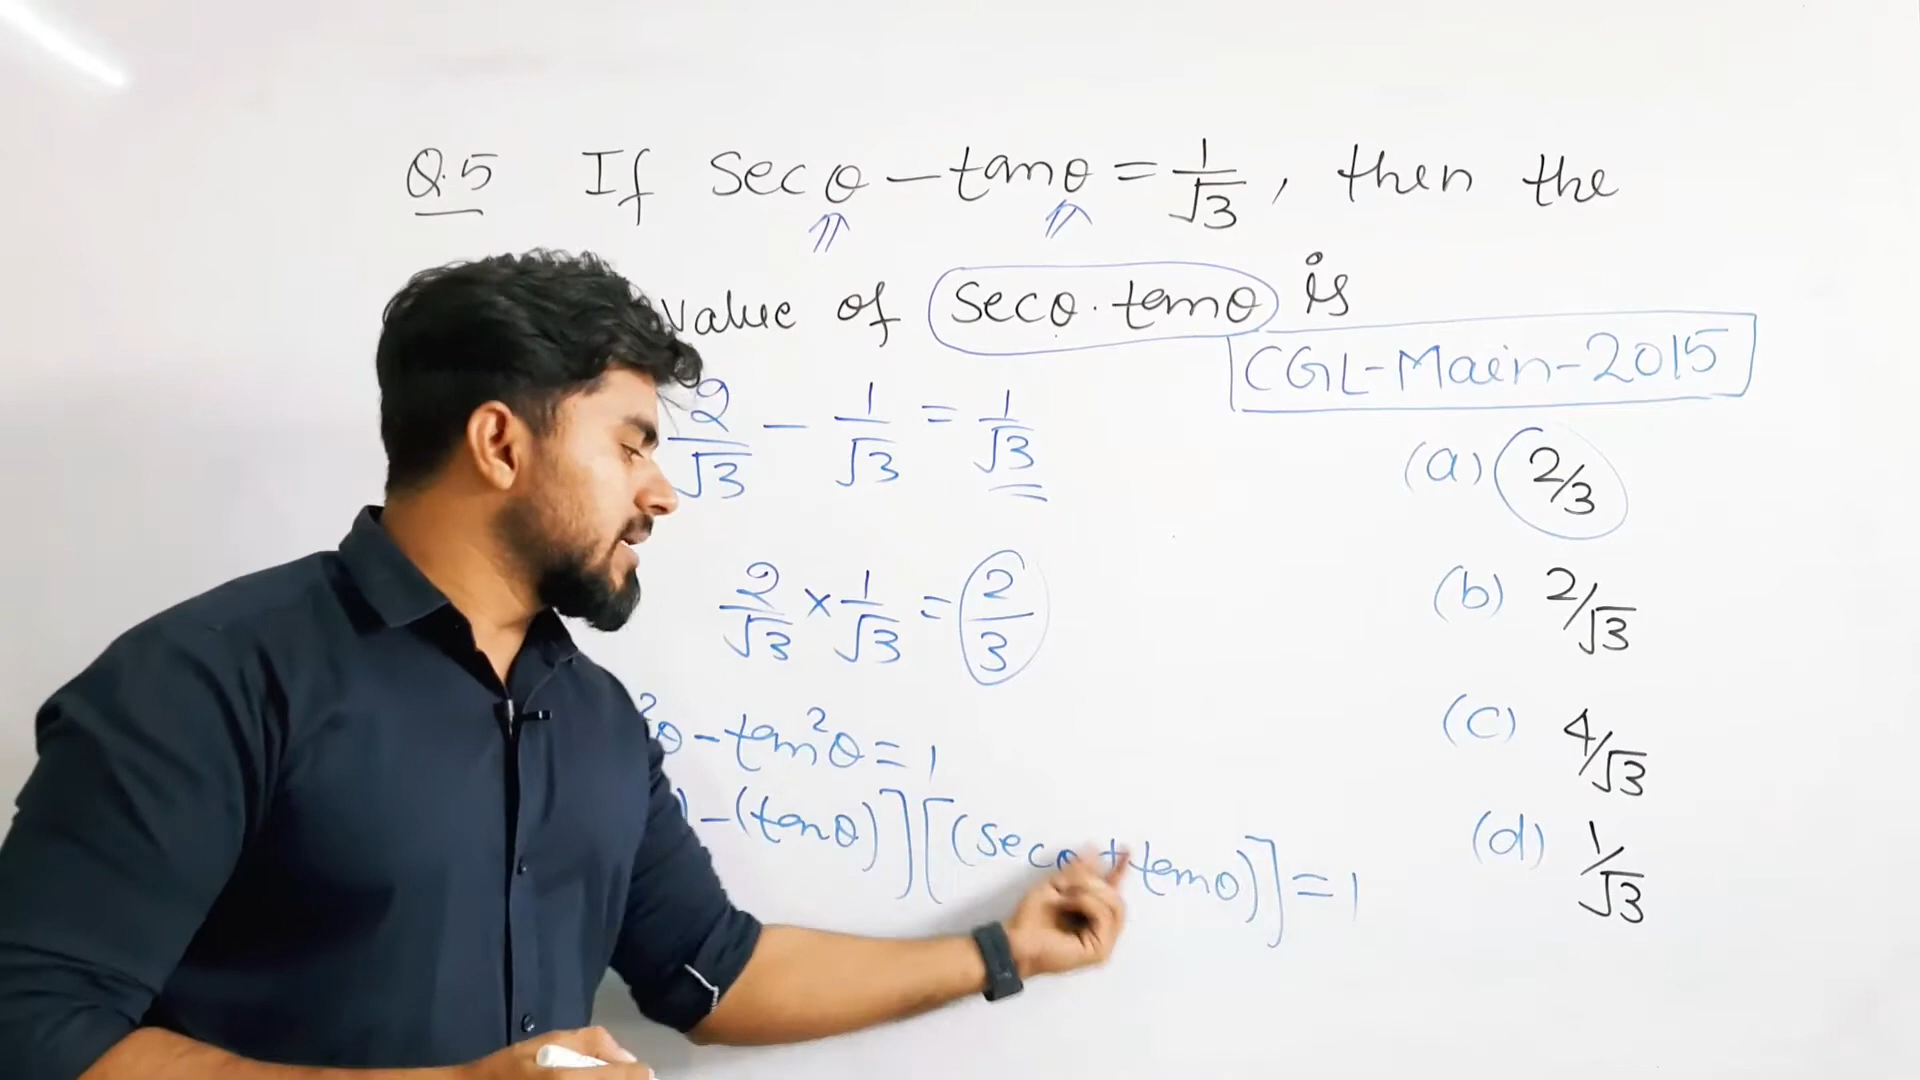 Q.5 If Secθ - tanθ = 1/√3, then the
value of Secθ.tanθ is
CGL-Main-2015
2/√3 - 1/√3 = 1/√3
(a) 2/3
2/√3 × 1/√3 = 2/3
(b) 2/√3
²θ - tan²θ = 1
(c) 4/√3
) - (tanθ)] [(Secθ + tanθ)] = 1
(d) 1/√3